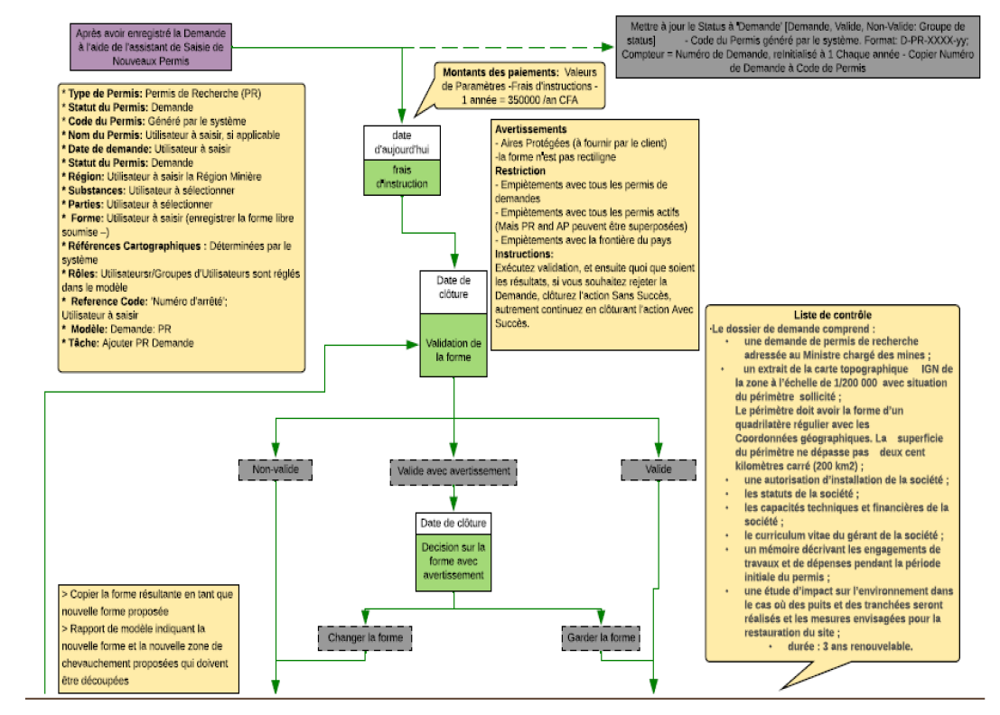 Après avoir enregistré la Demande
à l'aide de l'assistant de Saisie de
Nouveaux Permis
Mettre à jour le Status à 'Demande' [Demande, Valide, Non-Valide: Groupe de
status] - Code du Permis généré par le système. Format: D-PR-XXXX-yy;
Compteur = Numéro de Demande, reInitialisé à 1 Chaque année - Copier Numéro
de Demande à Code de Permis
Montants des paiements: Valeurs
de Paramètres -Frais d'instructions -
1 année = 350000 /an CFA
* Type de Permis: Permis de Recherche (PR)
* Statut du Permis: Demande
* Code du Permis: Généré par le système
* Nom du Permis: Utilisateur à saisir, si applicable
* Date de demande: Utilisateur à saisir
* Statut du Permis: Demande
* Région: Utilisateur à saisir la Région Minière
* Substances: Utilisateur à sélectionner
* Parties: Utilisateur à sélectionner
* Forme: Utilisateur à saisir (enregistrer la forme libre
soumise –)
* Références Cartographiques : Déterminées par le
système
* Rôles: Utilisateursr/Groupes d'Utilisateurs sont réglés
dans le modèle
* Reference Code: 'Numéro d'arrêté';
Utilisateur à saisir
* Modèle: Demande: PR
* Tâche: Ajouter PR Demande
date
d'aujourd'hui
frais
d'instruction
Avertissements
- Aires Protégées (à fournir par le client)
-la forme n'est pas rectiligne
Restriction
- Empiètements avec tous les permis de
demandes
- Empiètements avec tous les permis actifs
(Mais PR and AP peuvent être superposées)
- Empiètements avec la frontière du pays
Instructions:
Exécutez validation, et ensuite quoi que soient
les résultats, si vous souhaitez rejeter la
Demande, clôturez l'action Sans Succès,
autrement continuez en clôturant l'action Avec
Succès.
Date de
clôture
Validation de
la forme
Liste de contrôle
·Le dossier de demande comprend :
• une demande de permis de recherche
adressée au Ministre chargé des mines ;
• un extrait de la carte topographique IGN de
la zone à l'échelle de 1/200 000 avec situation
du périmètre sollicité ;
Le périmètre doit avoir la forme d'un
quadrilatère régulier avec les
Coordonnées géographiques. La superficie
du périmètre ne dépasse pas deux cent
kilomètres carré (200 km2) ;
• une autorisation d'installation de la société ;
• les statuts de la société ;
• les capacités techniques et financières de la
société ;
• le curriculum vitae du gérant de la société ;
• un mémoire décrivant les engagements de
travaux et de dépenses pendant la période
initiale du permis ;
• une étude d'impact sur l'environnement dans
le cas où des puits et des tranchées seront
réalisés et les mesures envisagées pour la
restauration du site ;
• durée : 3 ans renouvelable.
Non-valide
Valide avec avertissement
Valide
Date de clôture
Decision sur la
forme avec
avertissement
> Copier la forme résultante en tant que
nouvelle forme proposée
> Rapport de modèle indiquant la
nouvelle forme et la nouvelle zone de
chevauchement proposées qui doivent
être découpées
Changer la forme
Garder la forme